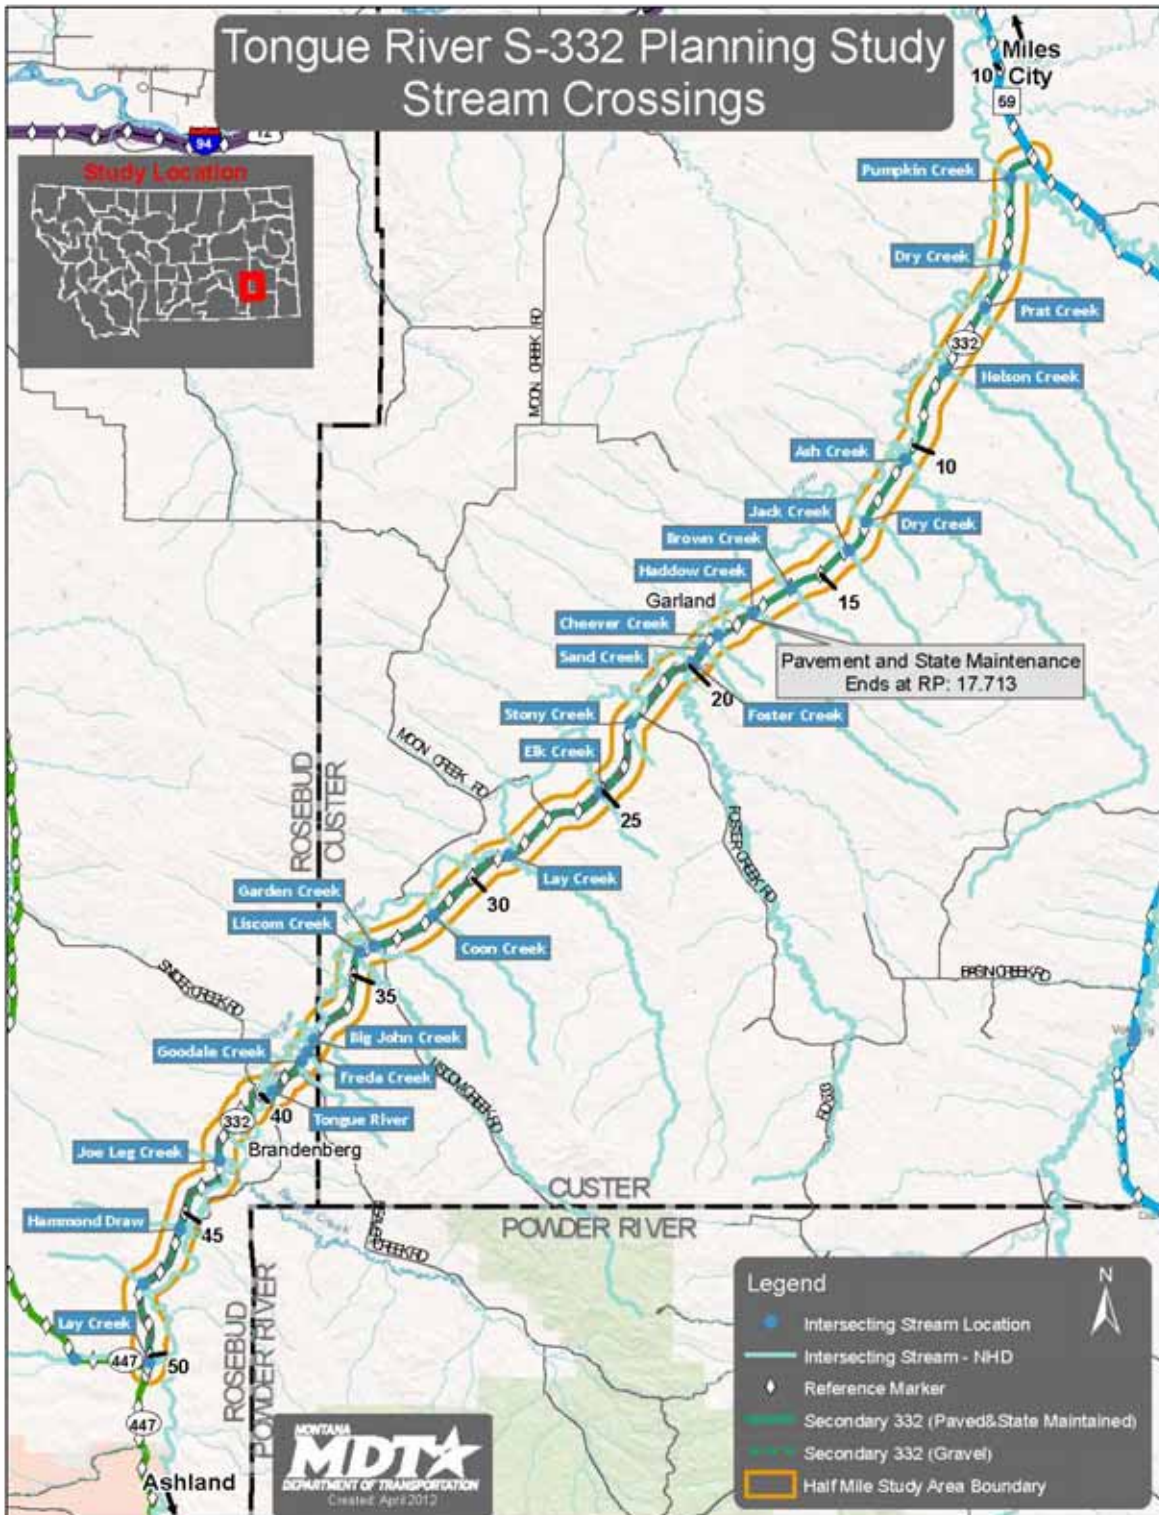 Tongue River S-332 Planning Study
Stream Crossings
Miles
City
10
59
94
12
Study Location
Pumpkin Creek
Dry Creek
Prat Creek
332
Nelson Creek
MOON CREEK RD
Ash Creek
10
Jack Creek
Dry Creek
Brown Creek
Haddow Creek
15
Garland
Cheever Creek
Sand Creek
Pavement and State Maintenance
Ends at RP: 17.713
20
Foster Creek
Stony Creek
MOON CREEK RD
Elk Creek
ROSEBUD
CUSTER
25
FOSTER CREEK RD
Lay Creek
Garden Creek
30
Liscom Creek
Coon Creek
35
BASIN CREEK RD
Big John Creek
Goodale Creek
Freda Creek
LISCOM CREEK RD
40
Tongue River
332
Brandenberg
Joe Leg Creek
CUSTER
POWDER RIVER
Hammond Draw
45
ROSEBUD
POWDER RIVER
Lay Creek
447
50
447
Ashland
MONTANA
MDT
DEPARTMENT OF TRANSPORTATION
Created: April 2012
Legend
N
Intersecting Stream Location
Intersecting Stream - NHD
Reference Marker
Secondary 332 (Paved&State Maintained)
Secondary 332 (Gravel)
Half Mile Study Area Boundary